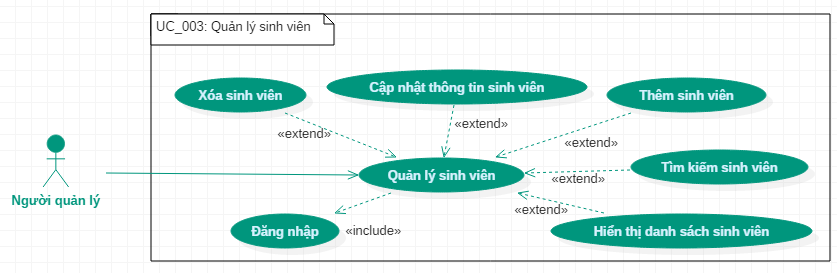 UC_003: Quản lý sinh viên
Xóa sinh viên
Cập nhật thông tin sinh viên
Thêm sinh viên
«extend»
«extend»
«extend»
Người quản lý
Quản lý sinh viên
Tìm kiếm sinh viên
«extend»
Đăng nhập
«include»
«extend»
Hiển thị danh sách sinh viên